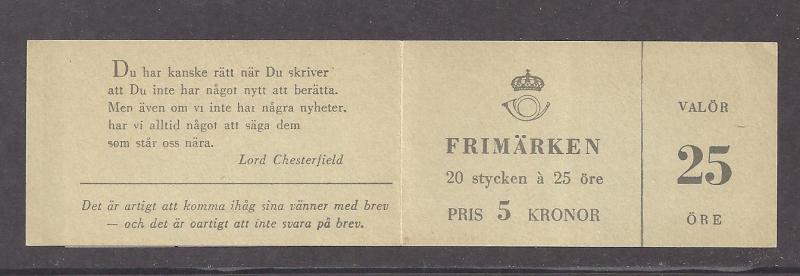 Du har kanske rätt när Du skriver
att Du inte har något nytt att berätta.
Men även om vi inte har några nyheter,
har vi alltid något att säga dem
som står oss nära.
Lord Chesterfield
Det är artigt att komma ihåg sina vänner med brev
— och det är oartigt att inte svara på brev.
FRIMÄRKEN
20 stycken à 25 öre
PRIS 5 KRONOR
VALÖR
25
ÖRE